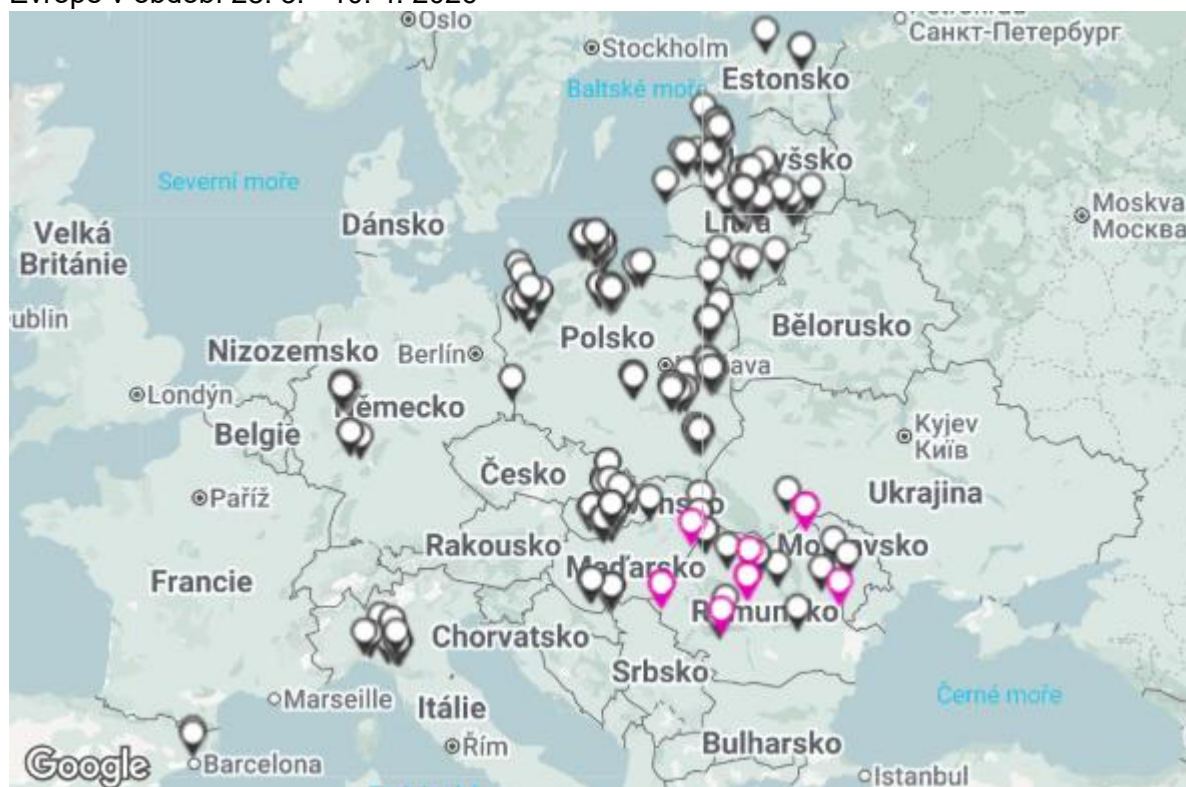 Oslo
Санкт-Петербург
Stockholm
Estonsko
Baltské moře
Severní moře
Moskva
Москва
Dánsko
Velká
Británie
Litva
Bělorusko
Polsko
Nizozemsko
Berlín
Londýn
Německo
Belgie
Kyjev
Київ
Česko
Paříž
Ukrajina
Rakousko
Maďarsko
Francie
Rumunsko
Chorvatsko
Srbsko
Marseille
Itálie
Černé moře
Řím
Bulharsko
Google
Barcelona
Istanbul